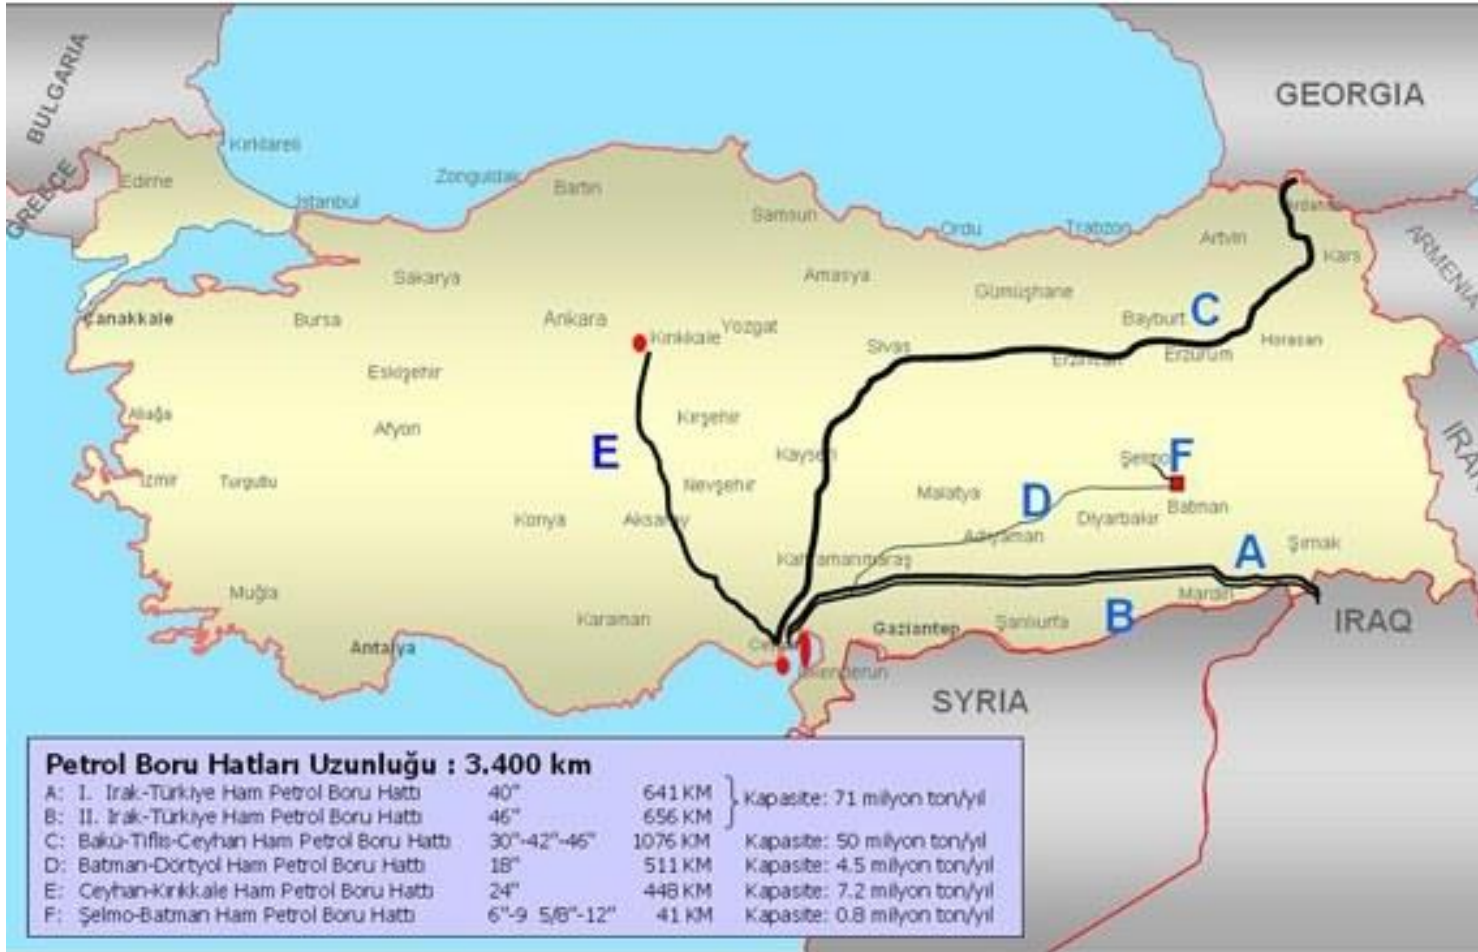 BULGARIA
GEORGIA
Kırklareli
GREECE
Edirne
Zonguldak
Bartın
İstanbul
Samsun
Ordu
Trabzon
Artvin
ARMENIA
Kars
Sakarya
Amasya
Gümüşhane
Çanakkale
Bursa
Ankara
Bayburt
C
Kırıkkale
Yozgat
Sivas
Erzincan
Erzurum
Horasan
Eskişehir
Aliağa
Afyon
Kırşehir
E
Kayseri
Şelmo
F
IRAN
İzmir
Turgutlu
Nevşehir
Malatya
D
Konya
Aksaray
Diyarbakır
Batman
Adıyaman
Kahramanmaraş
A
Şırnak
Muğla
Karaman
Mardin
Gaziantep
Şanlıurfa
B
IRAQ
Antalya
Ceyhan
İskenderun
SYRIA
Petrol Boru Hatları Uzunluğu : 3.400 km
A: I. Irak-Türkiye Ham Petrol Boru Hattı 40" 641 KM
Kapasite: 71 milyon ton/yıl
B: II. Irak-Türkiye Ham Petrol Boru Hattı 46" 656 KM
C: Bakü-Tiflis-Ceyhan Ham Petrol Boru Hattı 30"-42"-46" 1076 KM Kapasite: 50 milyon ton/yıl
D: Batman-Dörtyol Ham Petrol Boru Hattı 18" 511 KM Kapasite: 4.5 milyon ton/yıl
E: Ceyhan-Kırıkkale Ham Petrol Boru Hattı 24" 448 KM Kapasite: 7.2 milyon ton/yıl
F: Şelmo-Batman Ham Petrol Boru Hattı 6"-9 5/8"-12" 41 KM Kapasite: 0.8 milyon ton/yıl